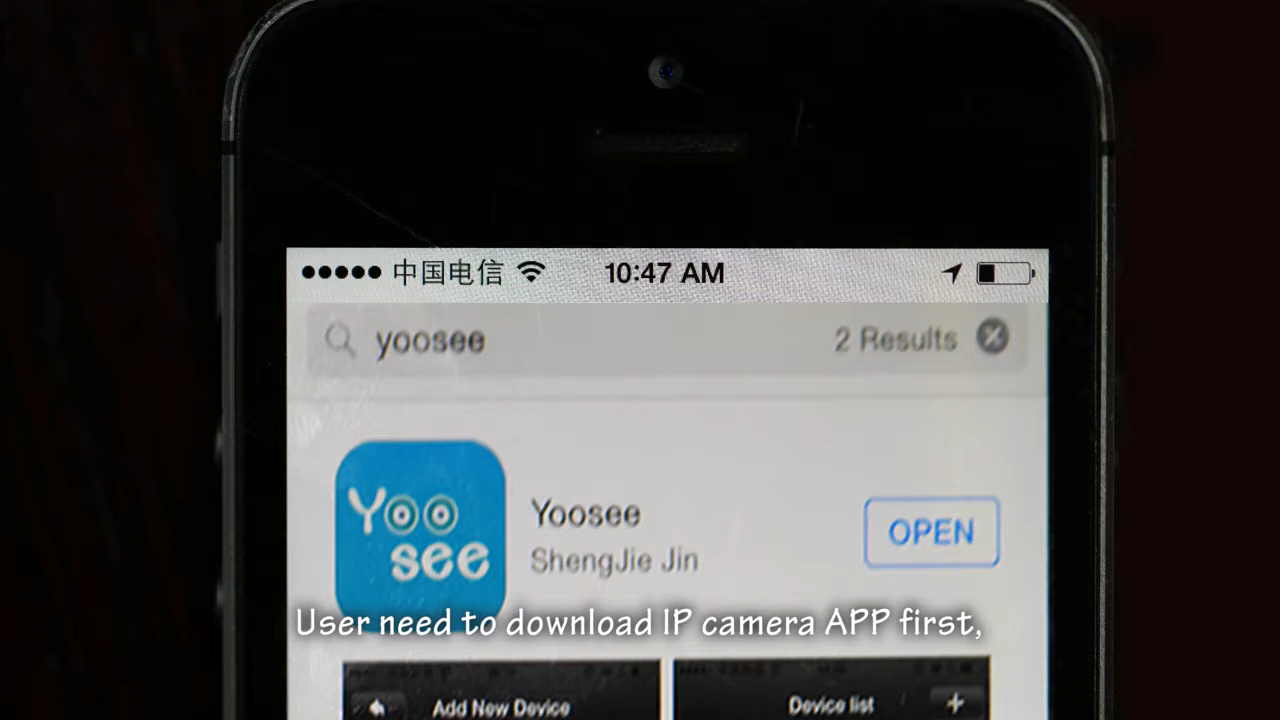 中国电信 10:47 AM
yoosee 2 Results
Yoo
see
Yoosee
ShengJie Jin
OPEN
User need to download IP camera APP first,
Add New Device
Device list